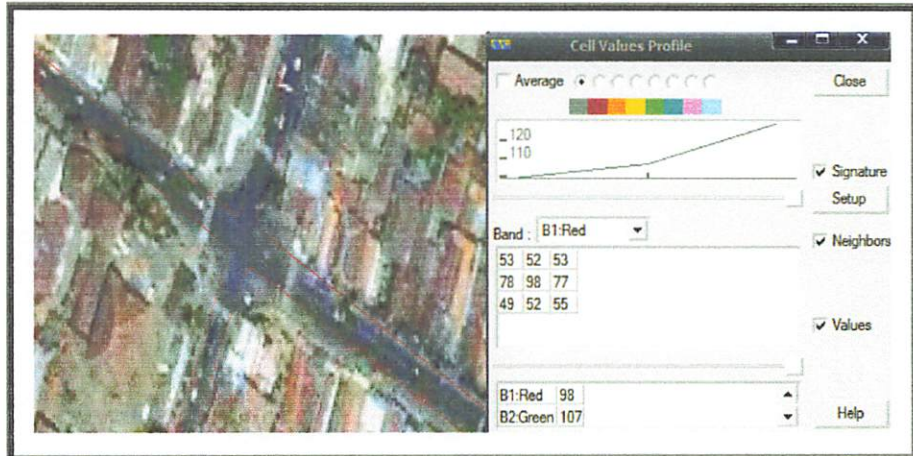 Cell Values Profile
Average
Close
120
110
Signature
Setup
Band : B1:Red
Neighbors
53 52 53
78 98 77
49 52 55
Values
B1:Red 98
B2:Green 107
Help